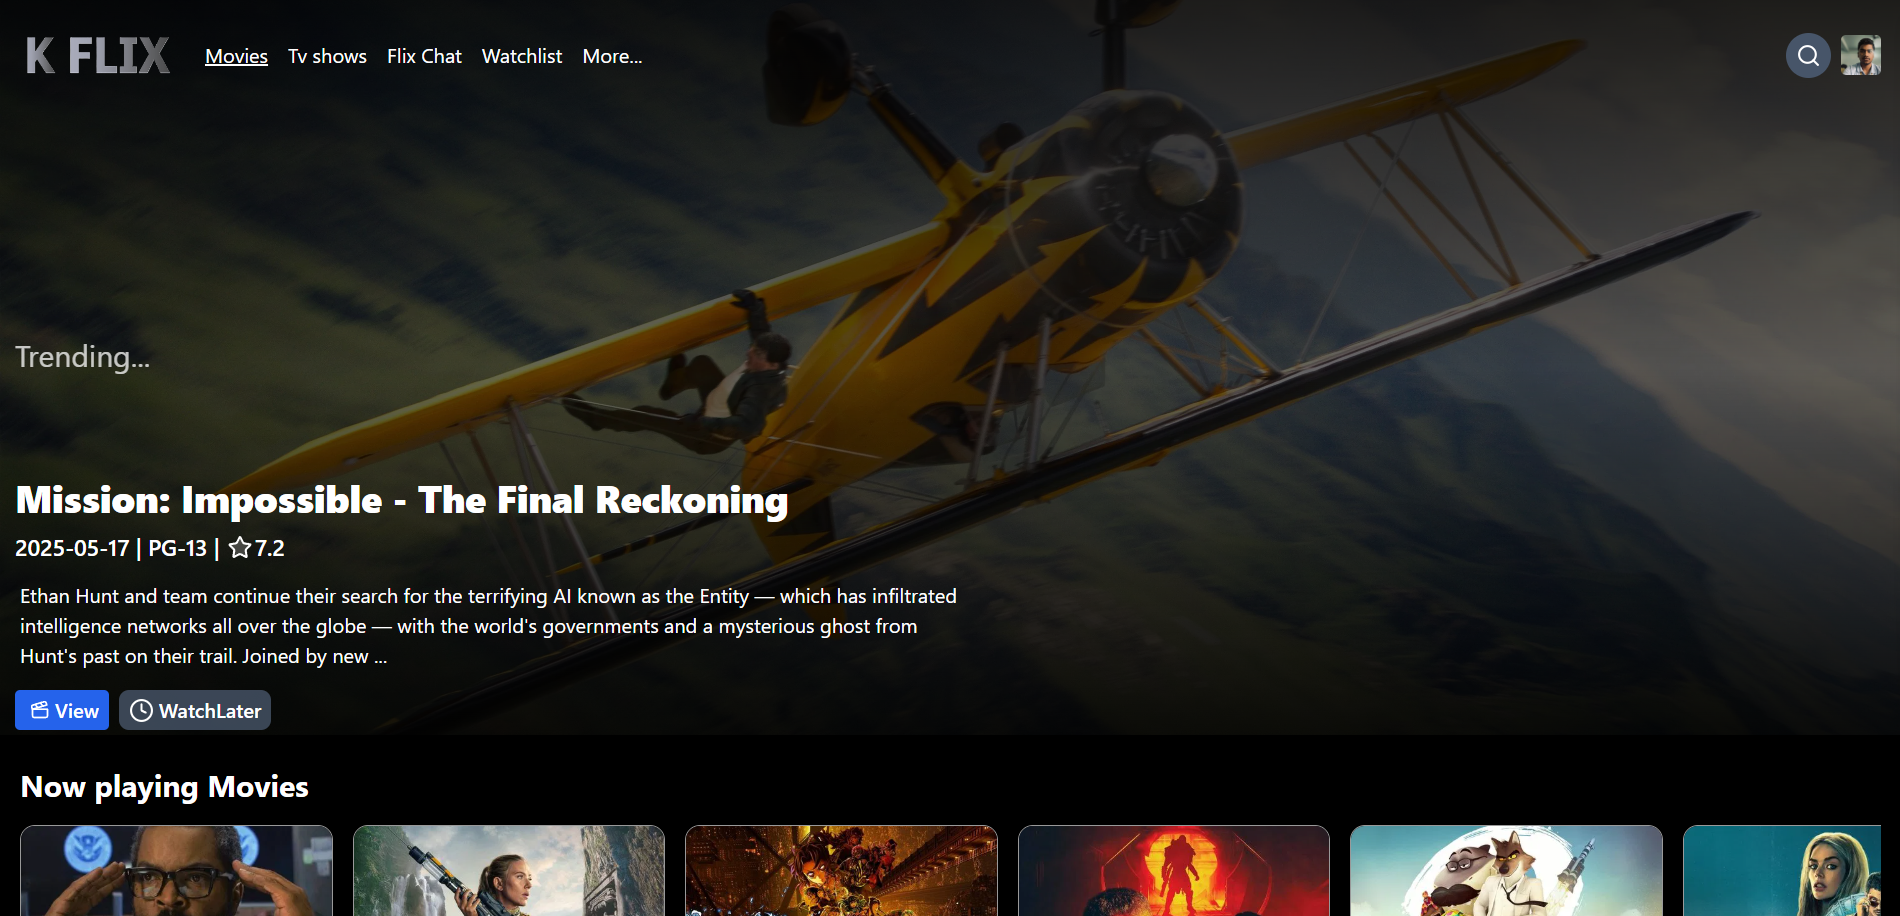 K FLIX
Movies Tv shows Flix Chat Watchlist More...
Trending...
Mission: Impossible - The Final Reckoning
2025-05-17 | PG-13 | 7.2
Ethan Hunt and team continue their search for the terrifying AI known as the Entity — which has infiltrated
intelligence networks all over the globe — with the world's governments and a mysterious ghost from
Hunt's past on their trail. Joined by new ...
View WatchLater
Now playing Movies